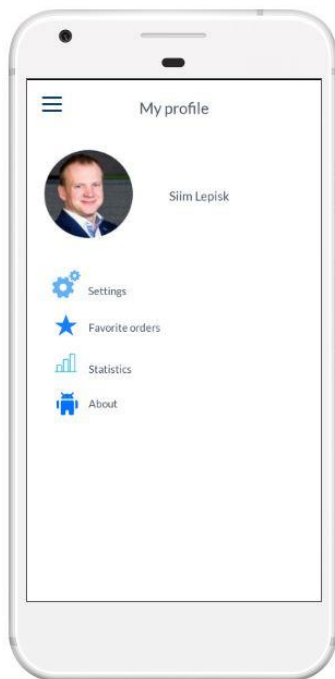 My profile
Siim Lepisk
Settings
Favorite orders
Statistics
About